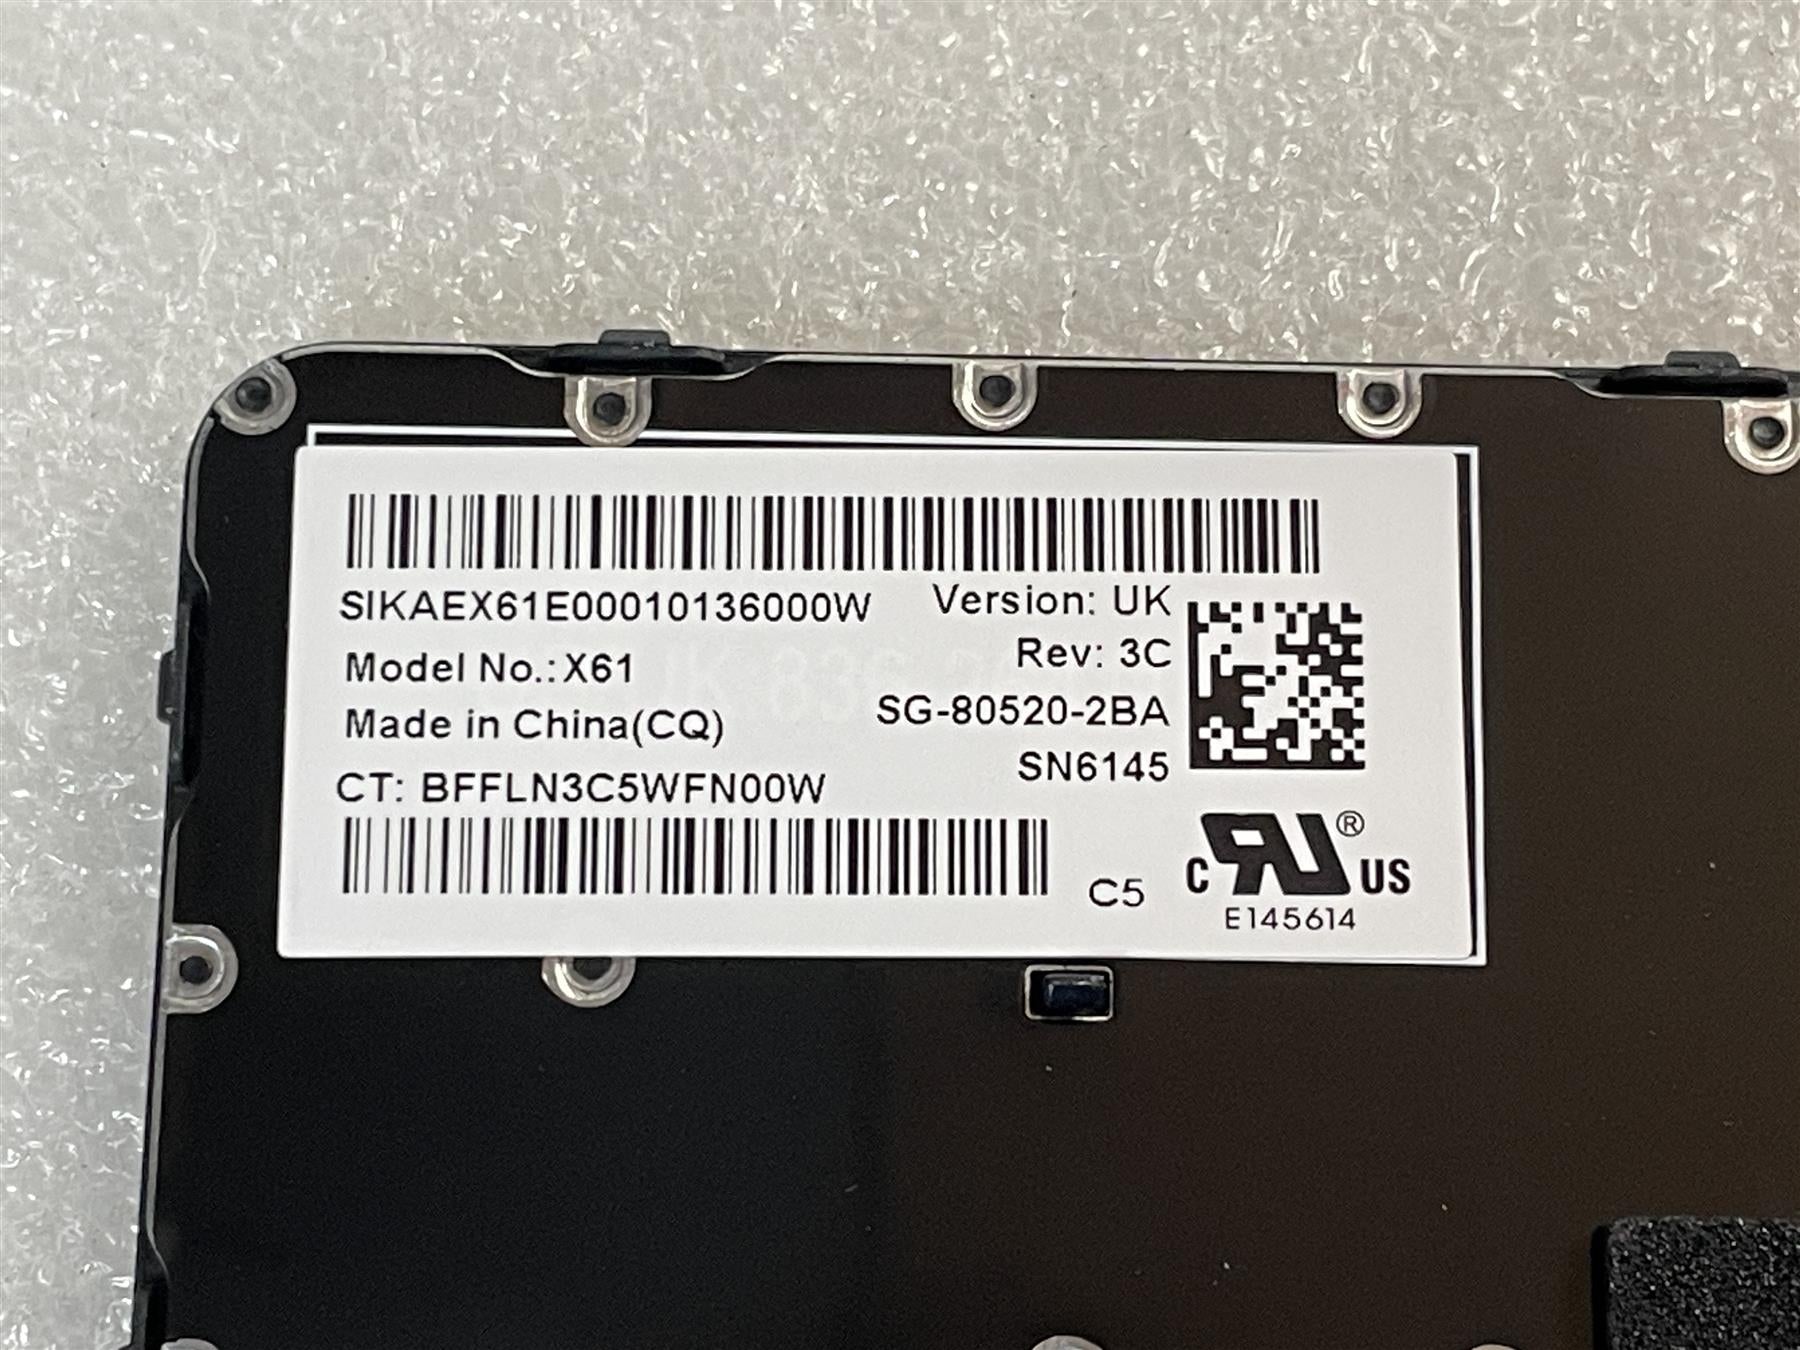 SIKAEX61E00010136000W
Version: UK
Model No.: X61
Rev: 3C
Made in China(CQ)
SG-80520-2BA
SN6145
CT: BFFLN3C5WFN00W
C5
c RU ® US
E145614